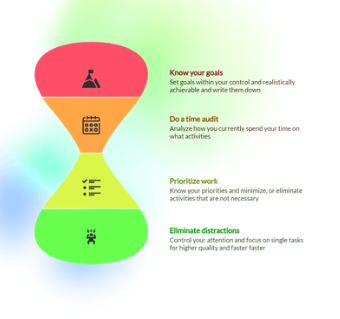 Know your goals
Set goals within your control and realistically
achievable and write them down
Do a time audit
Analyze how you currently spend your time on
what activities
Prioritize work
Know your priorities and minimize, or eliminate
activities that are not necessary
Eliminate distractions
Control your attention and focus on single tasks
for higher quality and faster faster